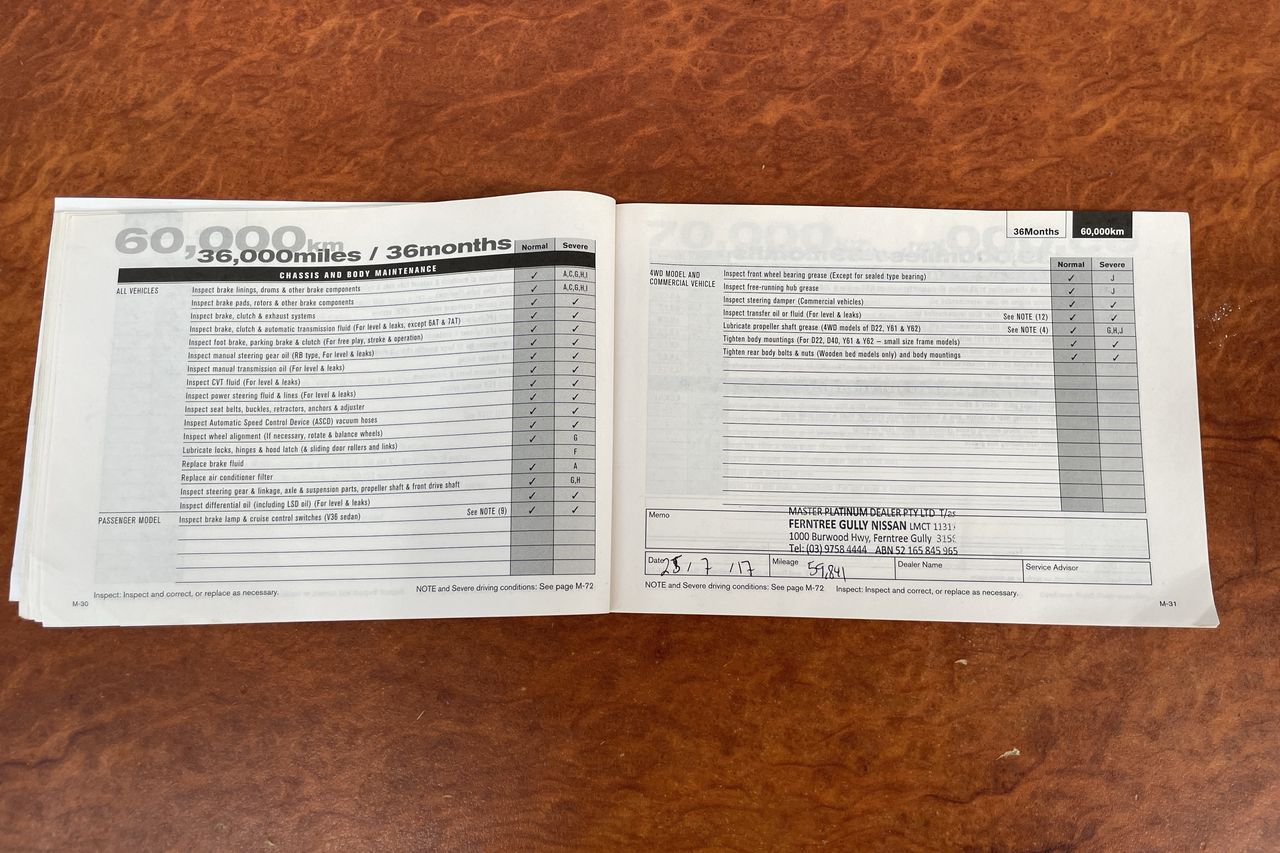 60,000km
36,000miles / 36months
Normal Severe
CHASSIS AND BODY MAINTENANCE
ALL VEHICLES Inspect brake linings, drums & other brake components ✓ A,C,G,H,I
Inspect brake pads, rotors & other brake components ✓ A,C,G,H,I
Inspect brake, clutch & exhaust systems ✓ ✓
Inspect brake, clutch & automatic transmission fluid (For level & leaks, except 6AT & 7AT) ✓ ✓
Inspect foot brake, parking brake & clutch (For free play, stroke & operation) ✓ ✓
Inspect manual steering gear oil (RB type, For level & leaks) ✓ ✓
Inspect manual transmission oil (For level & leaks) ✓ ✓
Inspect CVT fluid (For level & leaks) ✓ ✓
Inspect power steering fluid & lines (For level & leaks) ✓ ✓
Inspect seat belts, buckles, retractors, anchors & adjuster ✓ ✓
Inspect Automatic Speed Control Device (ASCD) vacuum hoses ✓ ✓
Inspect wheel alignment (If necessary, rotate & balance wheels) ✓ ✓
Lubricate locks, hinges & hood latch (& sliding door rollers and links) ✓ G
Replace brake fluid F
Replace air conditioner filter ✓ A
Inspect steering gear & linkage, axle & suspension parts, propeller shaft & front drive shaft ✓ G,H
Inspect differential oil (including LSD oil) (For level & leaks) ✓ ✓
PASSENGER MODEL Inspect brake lamp & cruise control switches (V36 sedan) See NOTE (8) ✓ ✓
Inspect: Inspect and correct, or replace as necessary. NOTE and Severe driving conditions: See page M-72
M-30
36Months 60,000km
Normal Severe
4WD MODEL AND COMMERCIAL VEHICLE Inspect front wheel bearing grease (Except for sealed type bearing) ✓ J
Inspect free-running hub grease ✓ J
Inspect steering damper (Commercial vehicles) ✓ ✓
Inspect transfer oil or fluid (For level & leaks) See NOTE (12) ✓ ✓
Lubricate propeller shaft grease (4WD models of D22, Y61 & Y62) See NOTE (4) ✓ G,H,J
Tighten body mountings (For D22, D40, Y61 & Y62 – small size frame models) ✓ ✓
Tighten rear body bolts & nuts (Wooden bed models only) and body mountings ✓ ✓
Memo
MASTER PLATINUM DEALER PTY LTD T/as
FERNTREE GULLY NISSAN LMCT 1131
1000 Burwood Hwy, Ferntree Gully
Tel: (03) 9758 4444 ABN 52 165 845 965
Date 25 / 7 / 17 Mileage 59,841 Dealer Name Service Advisor
NOTE and Severe driving conditions: See page M-72 Inspect: Inspect and correct, or replace as necessary.
M-31